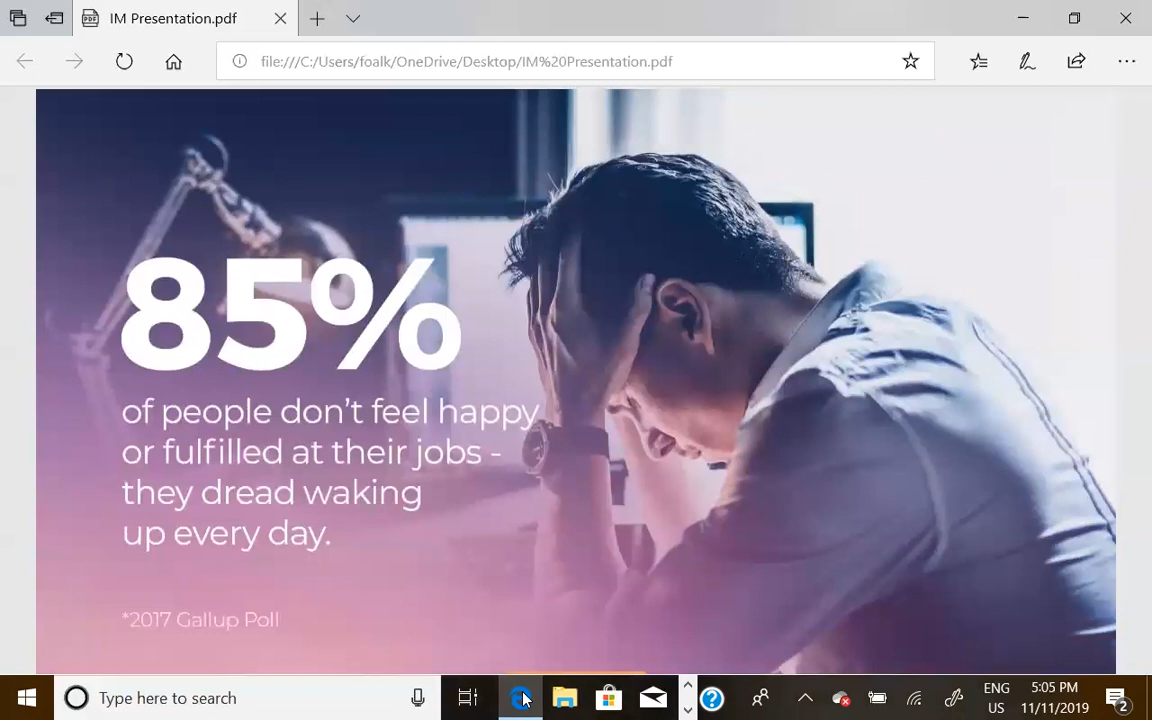 IM Presentation.pdf
file:///C:/Users/foalk/OneDrive/Desktop/IM%20Presentation.pdf
85%
of people don't feel happy
or fulfilled at their jobs -
they dread waking
up every day.
*2017 Gallup Poll
Type here to search
ENG
US
5:05 PM
11/11/2019
2